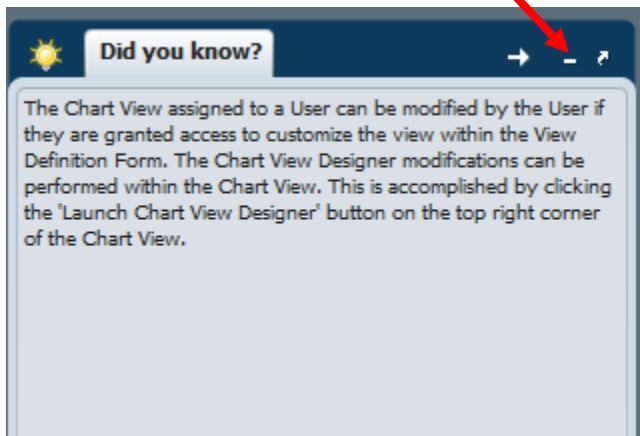 Did you know?
The Chart View assigned to a User can be modified by the User if
they are granted access to customize the view within the View
Definition Form. The Chart View Designer modifications can be
performed within the Chart View. This is accomplished by clicking
the 'Launch Chart View Designer' button on the top right corner
of the Chart View.